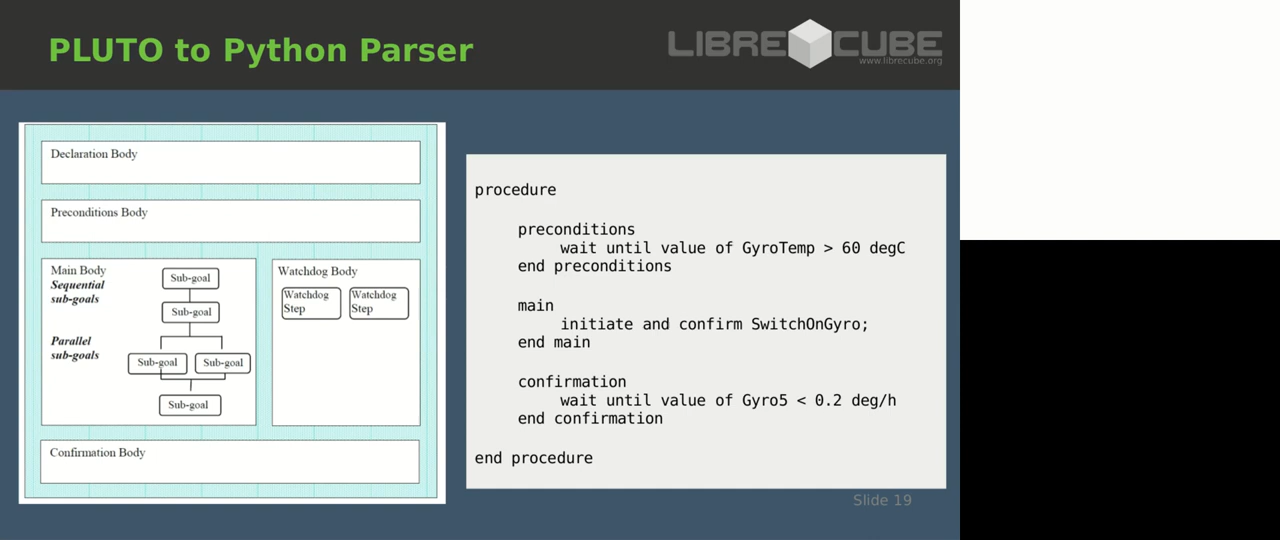 PLUTO to Python Parser
LIBRE CUBE
www.librecube.org
Declaration Body
Preconditions Body
Main Body
Sequential
sub-goals
Parallel
sub-goals
Sub-goal
Sub-goal
Sub-goal
Sub-goal
Sub-goal
Watchdog Body
Watchdog
Step
Watchdog
Step
Confirmation Body
procedure
preconditions
wait until value of GyroTemp > 60 degC
end preconditions
main
initiate and confirm SwitchOnGyro;
end main
confirmation
wait until value of Gyro5 < 0.2 deg/h
end confirmation
end procedure
Slide 19